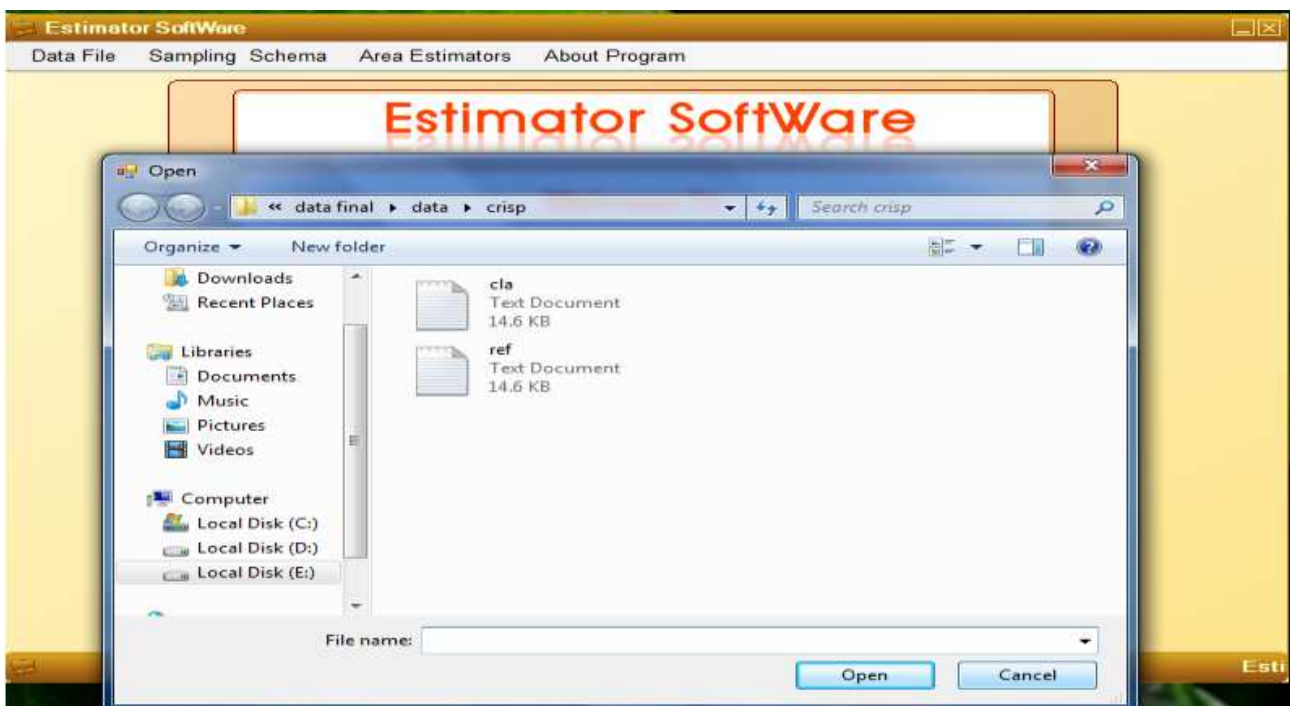 Estimator SoftWare
Data File Sampling Schema Area Estimators About Program
Estimator SoftWare
Open
« data final ▸ data ▸ crisp Search crisp
Organize New folder
Downloads
Recent Places
Libraries
Documents
Music
Pictures
Videos
Computer
Local Disk (C:)
Local Disk (D:)
Local Disk (E:)
cla
Text Document
14.6 KB
ref
Text Document
14.6 KB
File name:
Open Cancel
Esti